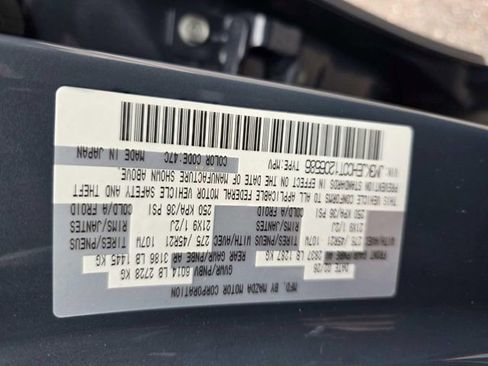 MFD. BY MAZDA MOTOR CORPORATION
GVWR/PNBV 6014 LB 2728 KG
FRONT GAWR/PNBE AV 2837 LB 1287 KG REAR GAWR/PNBE AR 3186 LB 1445 KG
WITH/AVEC 275 /45R21 107W TIRES/PNEUS WITH/AVEC 275 /45R21 107W TIRES/PNEUS
21X9 1/2J RIMS/JANTES 21X9 1/2J RIMS/JANTES
250 KPA/36 PSI COLD/A FROID 250 KPA/36 PSI COLD/A FROID
THIS VEHICLE CONFORMS TO ALL APPLICABLE FEDERAL MOTOR VEHICLE SAFETY AND THEFT
PREVENTION STANDARDS IN EFFECT ON THE DATE OF MANUFACTURE SHOWN ABOVE.
VIN: TYPE:MPV COLOR CODE:47C
MADE IN JAPAN